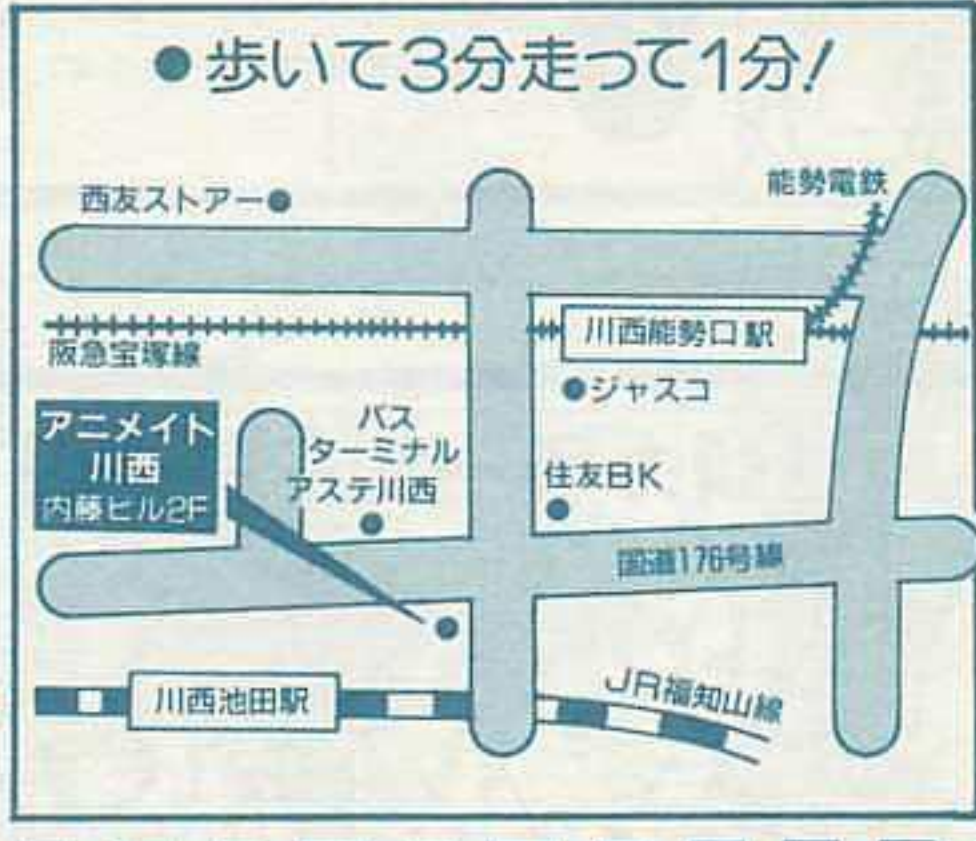 ●歩いて3分走って1分!
西友ストアー●
能勢電鉄
川西能勢口駅
阪急宝塚線
●ジャスコ
アニメイト
川西
内藤ビル2F
バス
ターミナル
アステ川西
住友BK
国道176号線
川西池田駅
JR福知山線